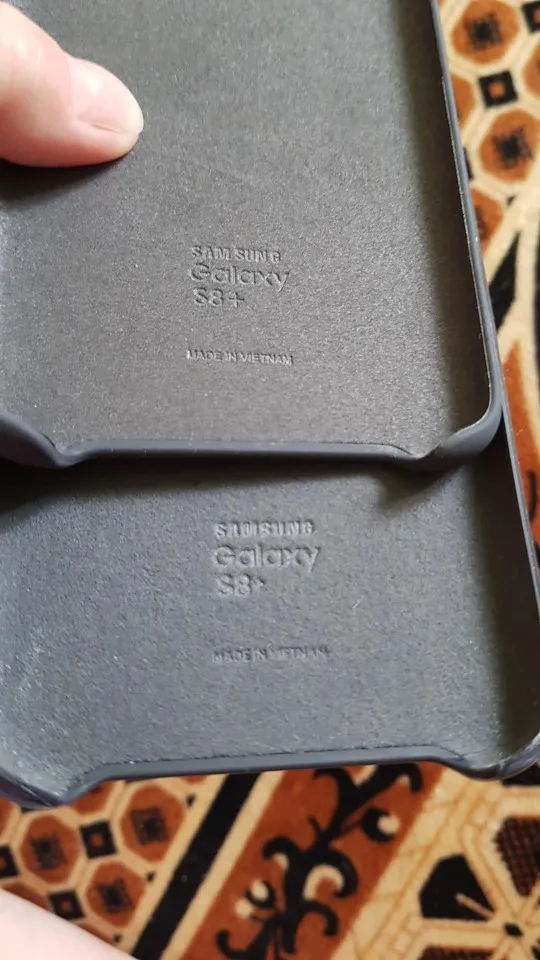 SAMSUNG
Galaxy
S8+
MADE IN VIETNAM
SAMSUNG
Galaxy
S8+
MADE IN VIETNAM